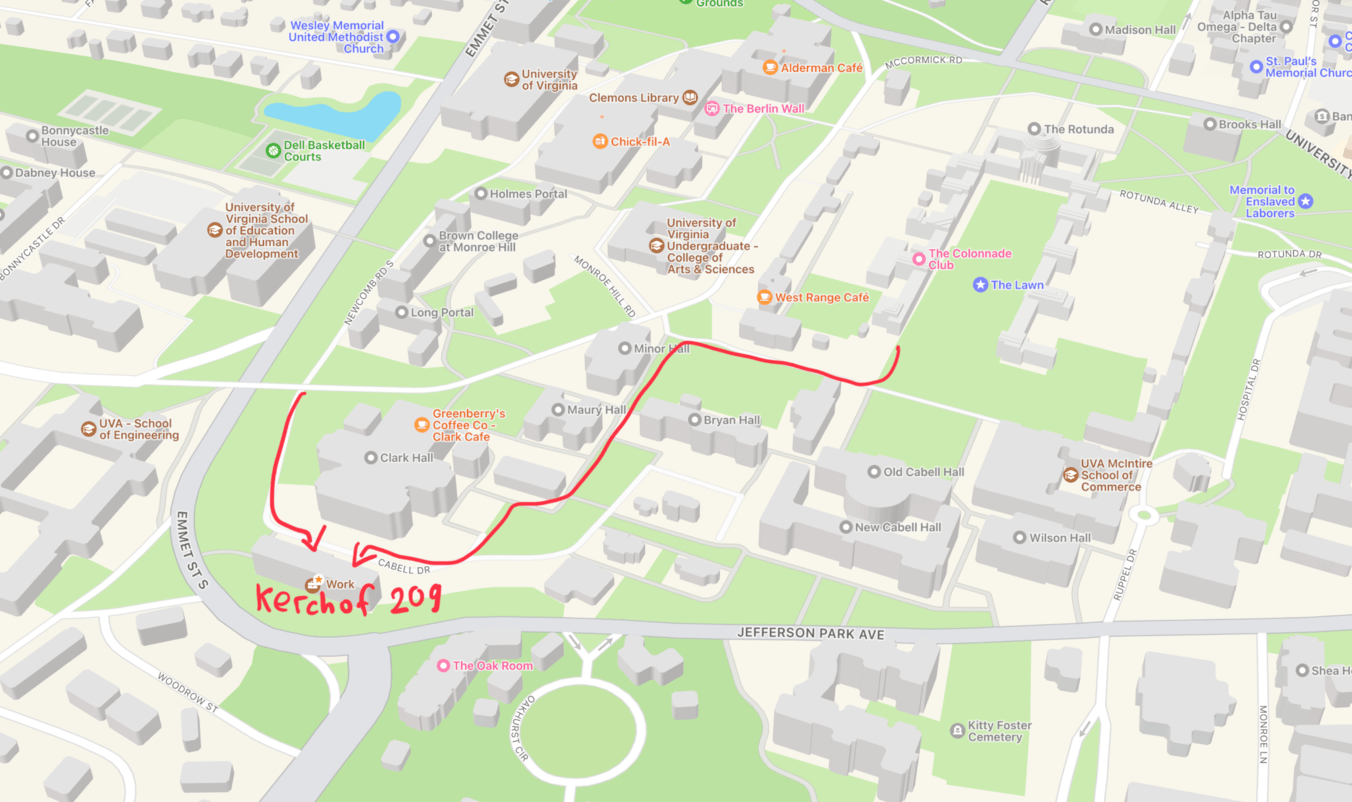 Grounds
EMMET ST
Wesley Memorial
United Methodist
Church
Madison Hall
Alpha Tau
Omega - Delta
Chapter
St. Paul's
Memorial Churc
MCCORMICK RD
Alderman Café
University
of Virginia
Clemons Library
The Berlin Wall
Chick-fil-A
The Rotunda
Brooks Hall
UNIVERSITY
Bonnycastle
House
Dell Basketball
Courts
Dabney House
Holmes Portal
ROTUNDA ALLEY
Memorial to
Enslaved
Laborers
University of
Virginia School
of Education
and Human
Development
BONNYCASTLE DR
Brown College
at Monroe Hill
University of
Virginia
Undergraduate -
College of
Arts & Sciences
The Colonnade
Club
ROTUNDA DR
MONROE HILL RD
NEWCOMB RD S
The Lawn
West Range Café
Long Portal
Minor Hall
HOSPITAL DR
Maury Hall
Bryan Hall
Greenberry's
Coffee Co -
Clark Cafe
UVA - School
of Engineering
Clark Hall
Old Cabell Hall
UVA McIntire
School of
Commerce
New Cabell Hall
Wilson Hall
EMMET ST S
CABELL DR
Work
Kerchof 209
RUPPEL DR
JEFFERSON PARK AVE
The Oak Room
Shea H
WOODROW ST
OAKHURST CIR
Kitty Foster
Cemetery
MONROE LN